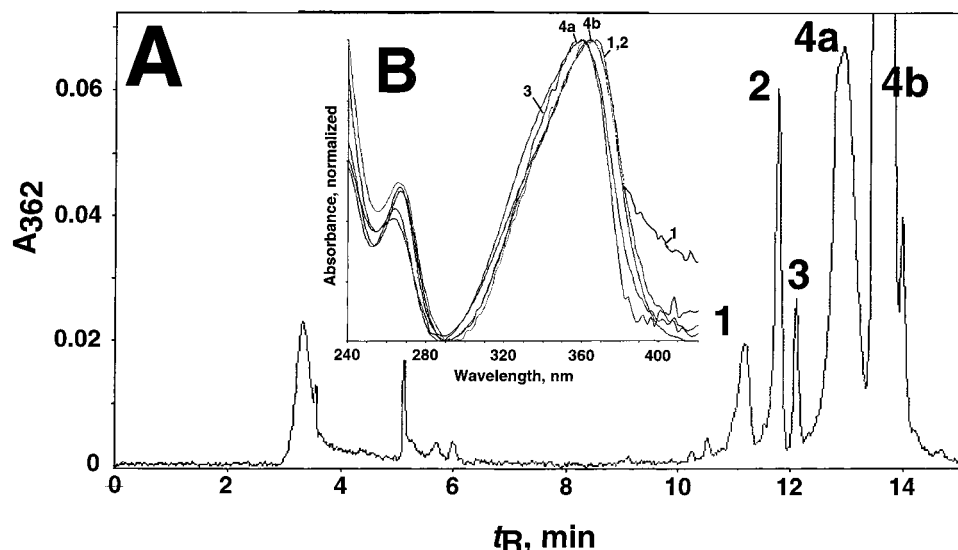 A
B
4a
4b
1,2
3
1
Absorbance, normalized
240 280 320 360 400
Wavelength, nm
0.06
0.04
0.02
0
A362
1
2
3
4a
4b
0 2 4 6 8 10 12 14
tR, min